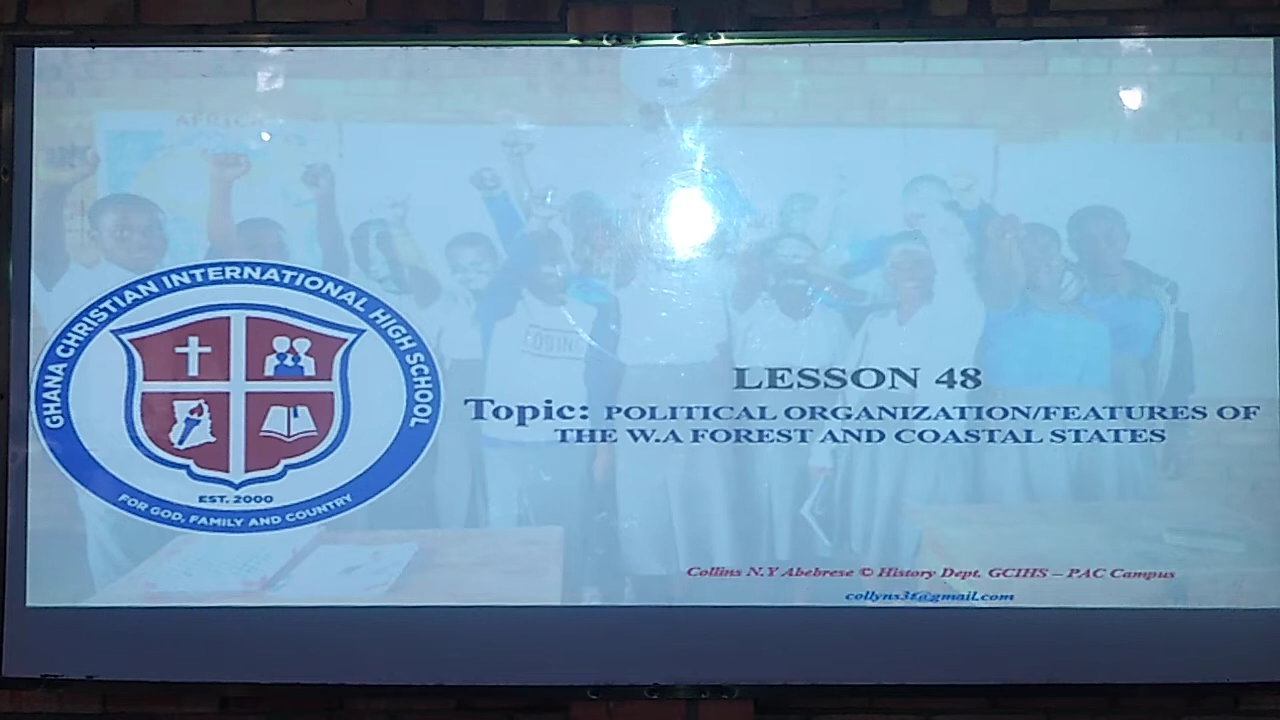 AFRICA
GHANA CHRISTIAN INTERNATIONAL HIGH SCHOOL
EST. 2000
FOR GOD, FAMILY AND COUNTRY
LESSON 48
Topic: POLITICAL ORGANIZATION/FEATURES OF
THE W.A FOREST AND COASTAL STATES
Collins N.Y Abebrese © History Dept. GCIHS – PAC Campus